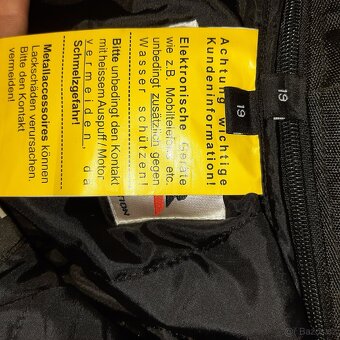 Achtung wichtige
Kundeninformation!
Elektronische Geräte
wie z.B. Mobiltelefone etc.
unbedingt zusätzlich gegen
Wasser schützen!
Bitte unbedingt den Kontakt
mit heissem Auspuff / Motor
vermeiden, da
Schmelzgefahr!
Metallaccessoires können
Lackschäden verursachen.
Bitte den Kontakt
vermeiden!
19
19